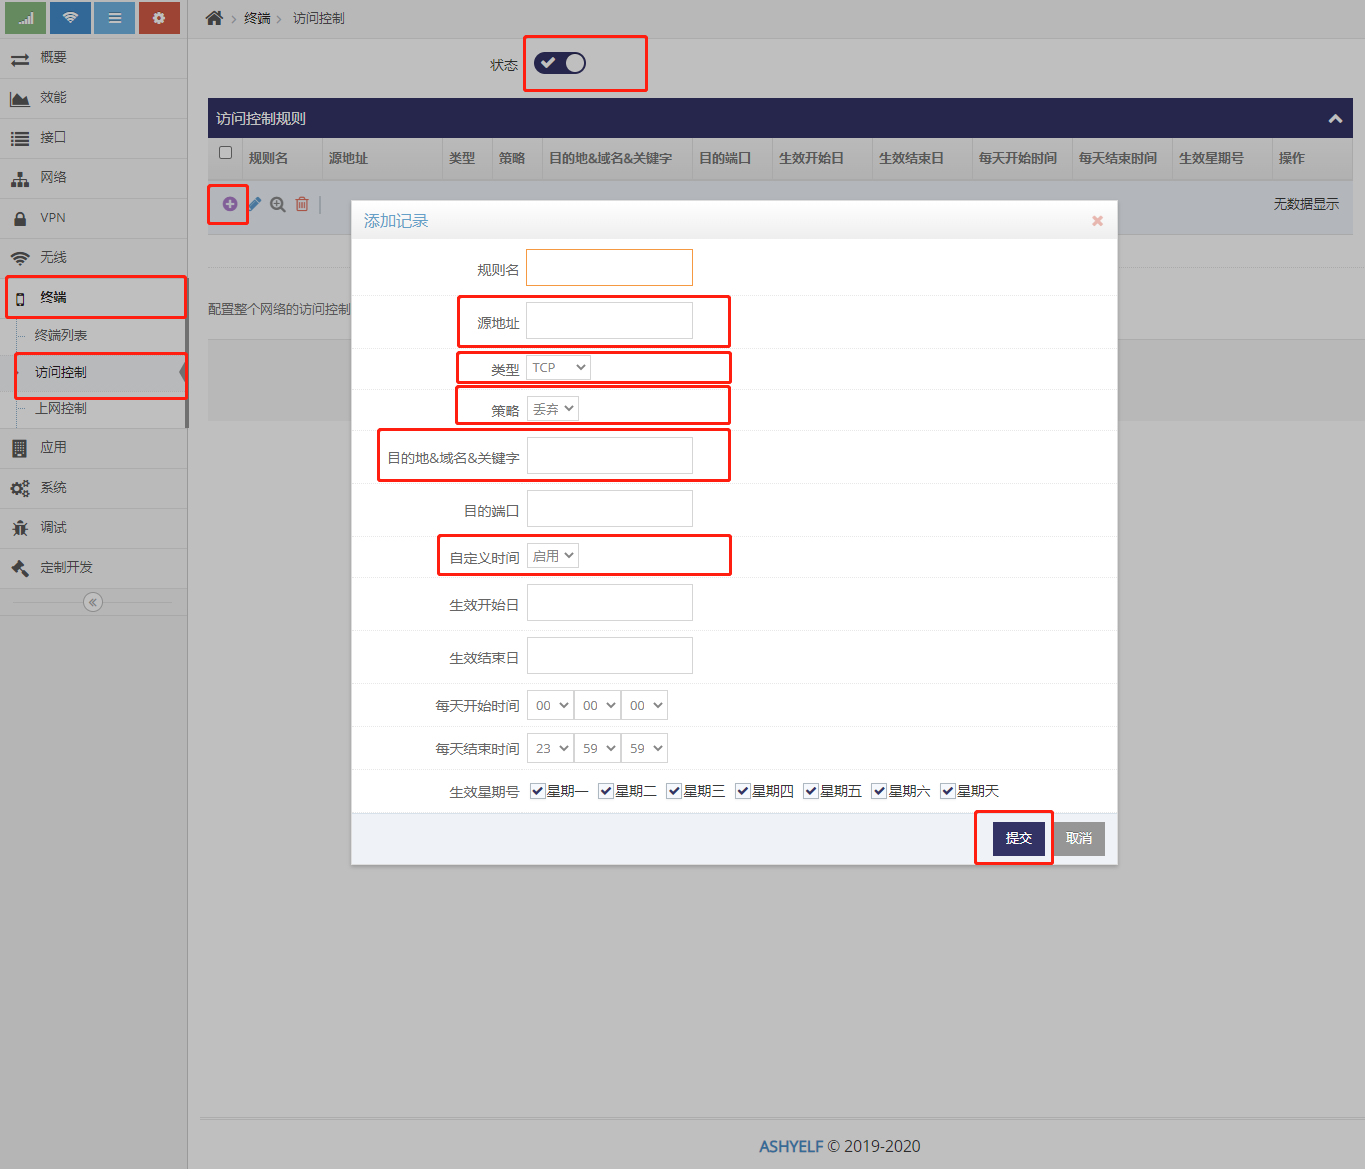 终端 访问控制
概要
效能
接口
网络
VPN
无线
终端
终端列表
访问控制
上网控制
应用
系统
调试
定制开发
状态
访问控制规则
规则名 源地址 类型 策略 目的地&域名&关键字 目的端口 生效开始日 生效结束日 每天开始时间 每天结束时间 生效星期号 操作
无数据显示
配置整个网络的访问控制
添加记录
规则名
源地址
类型 TCP
策略 丢弃
目的地&域名&关键字
目的端口
自定义时间 启用
生效开始日
生效结束日
每天开始时间 00 00 00
每天结束时间 23 59 59
生效星期号 星期一 星期二 星期三 星期四 星期五 星期六 星期天
提交 取消
ASHYELF © 2019-2020